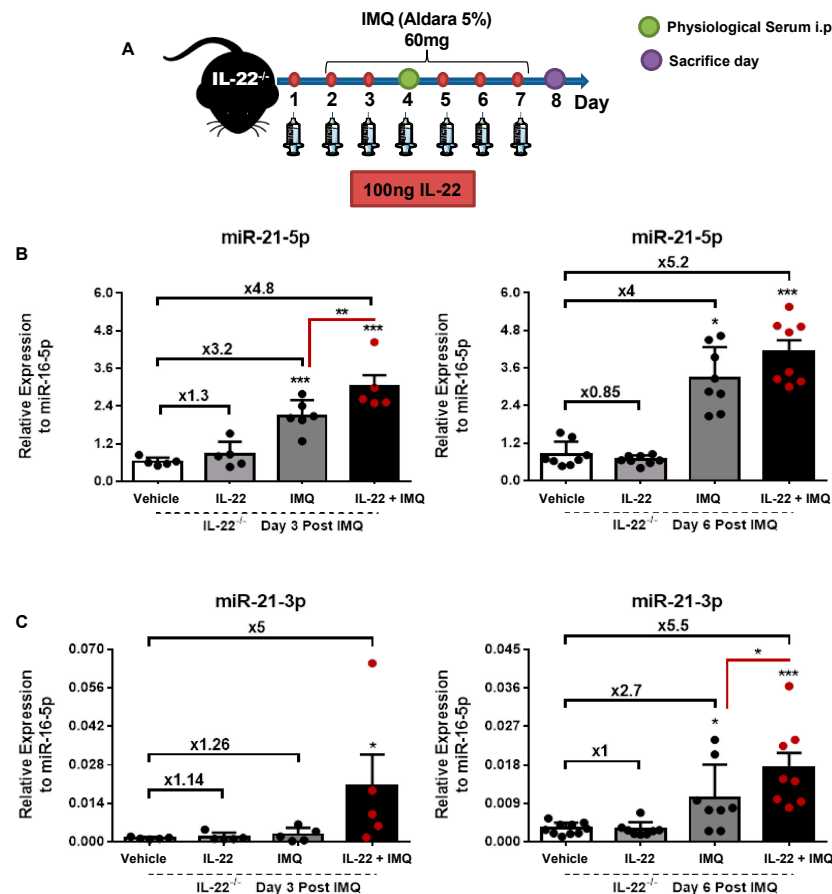 A
IL-22-/-
IMQ (Aldara 5%)
60mg
Physiological Serum i.p
Sacrifice day
1 2 3 4 5 6 7 8 Day
100ng IL-22
B
miR-21-5p
Relative Expression
to miR-16-5p
6.0
4.8
3.6
2.4
1.2
0.0
x4.8
x3.2
x1.3
**
***
***
Vehicle IL-22 IMQ IL-22 + IMQ
IL-22-/- Day 3 Post IMQ
miR-21-5p
Relative Expression
to miR-16-5p
6.0
4.8
3.6
2.4
1.2
0.0
x5.2
x4
x0.85
*
***
Vehicle IL-22 IMQ IL-22 + IMQ
IL-22-/- Day 6 Post IMQ
C
miR-21-3p
Relative Expression
to miR-16-5p
0.070
0.056
0.042
0.028
0.014
0.000
x5
x1.26
x1.14
*
Vehicle IL-22 IMQ IL-22 + IMQ
IL-22-/- Day 3 Post IMQ
miR-21-3p
Relative Expression
to miR-16-5p
0.045
0.036
0.027
0.018
0.009
0.000
x5.5
x2.7
x1
*
*
***
Vehicle IL-22 IMQ IL-22 + IMQ
IL-22-/- Day 6 Post IMQ